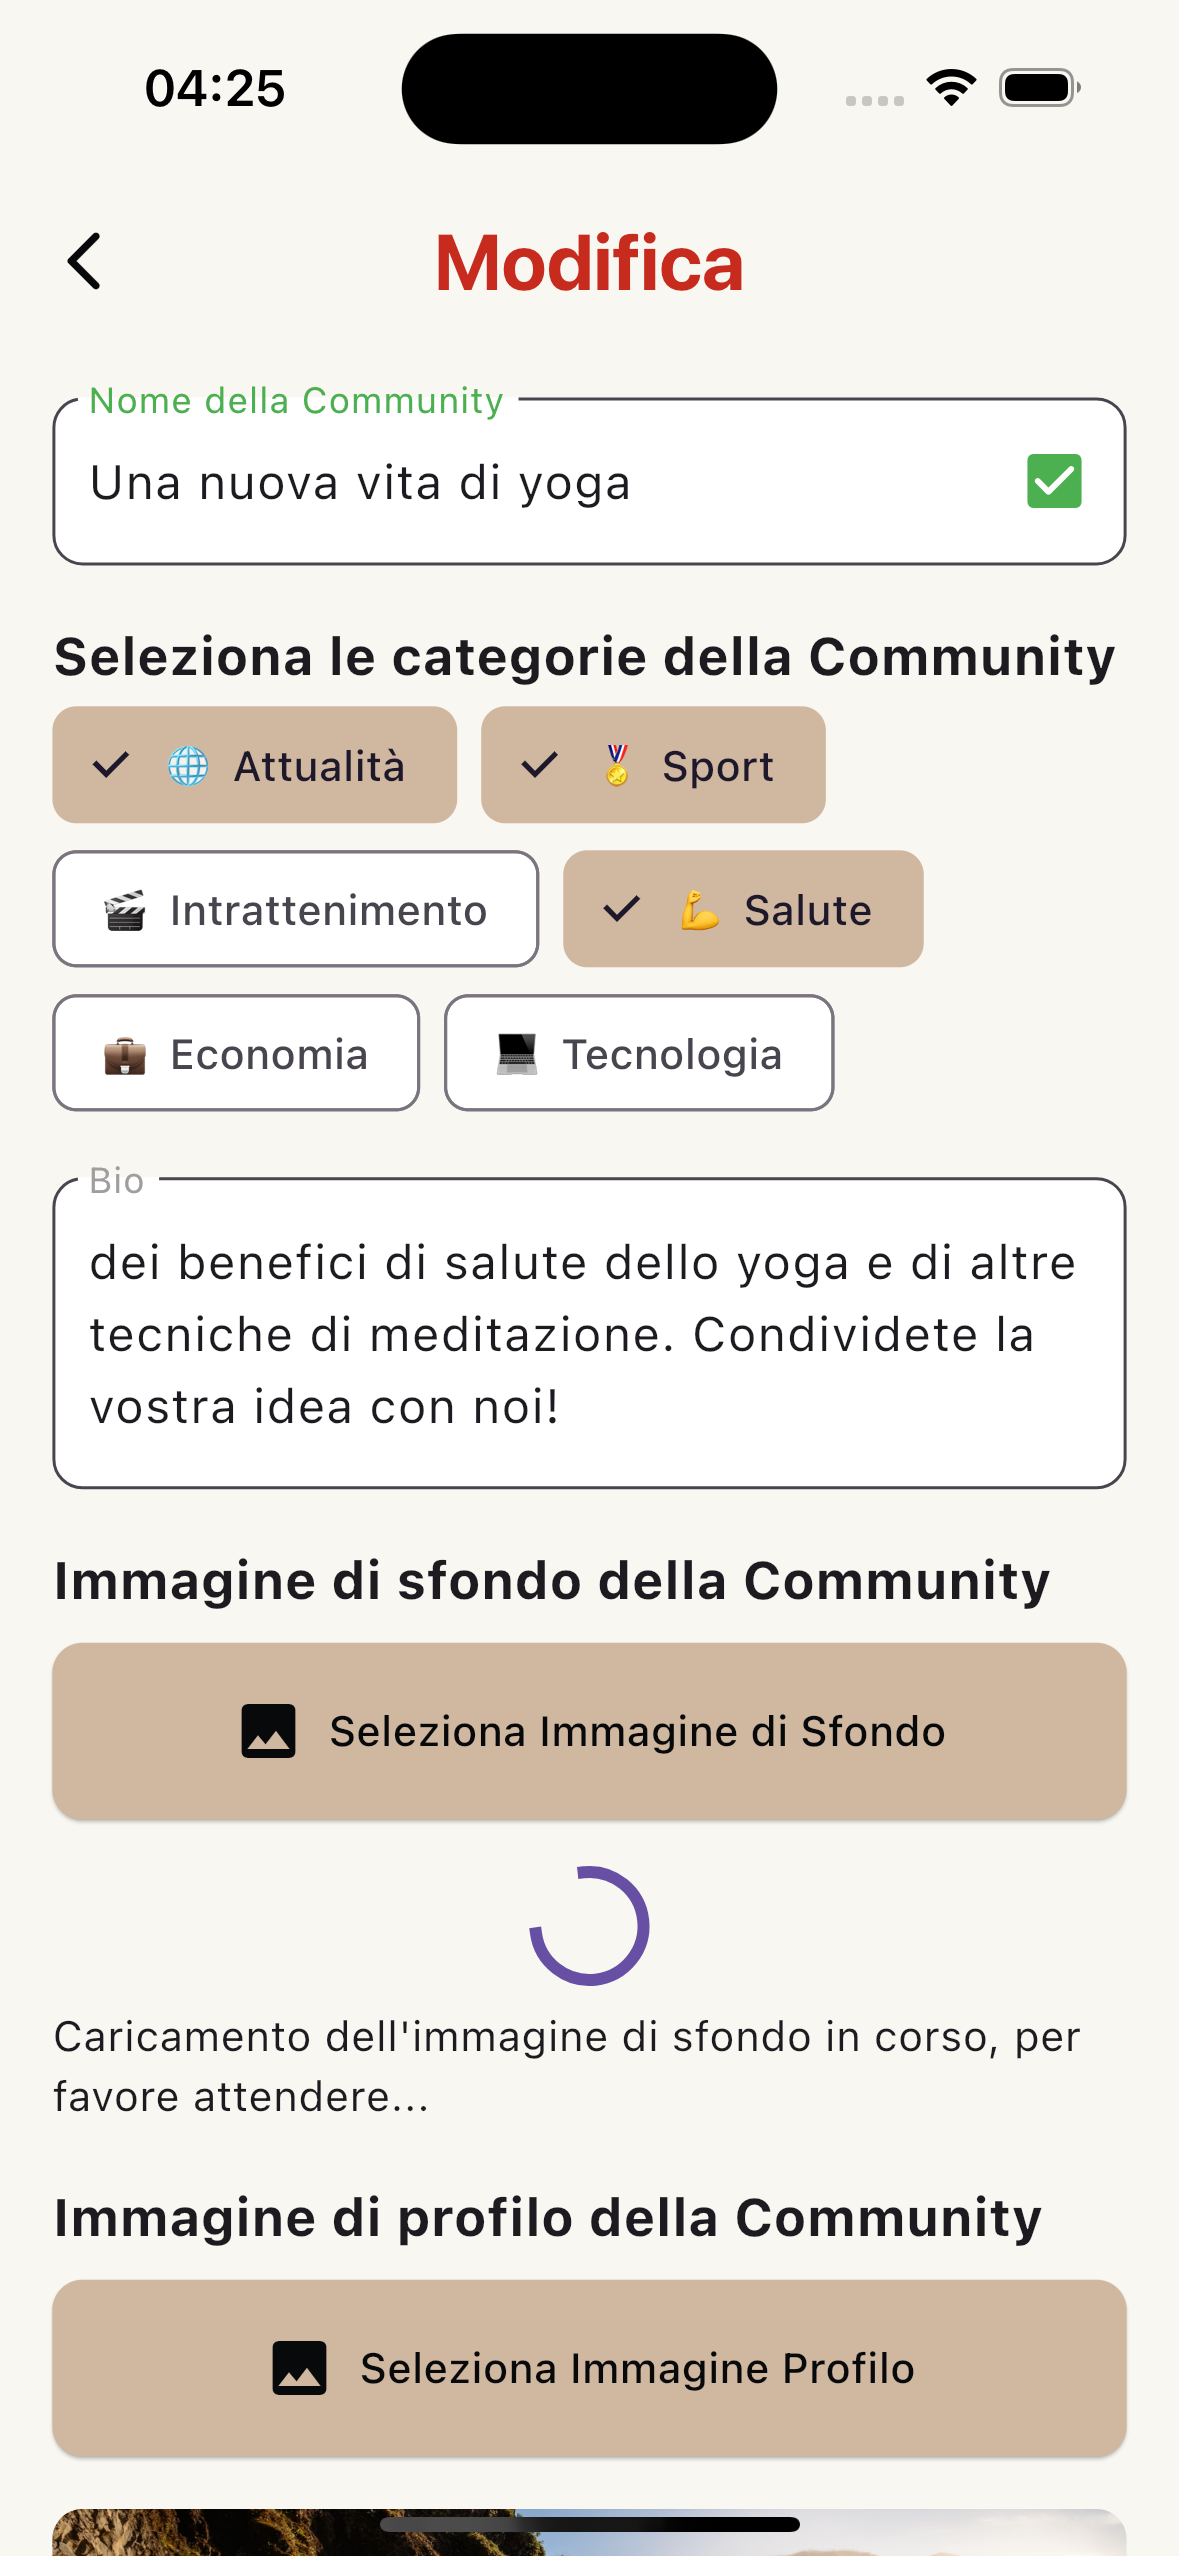 04:25
Modifica
Nome della Community
Una nuova vita di yoga
Seleziona le categorie della Community
Attualità
Sport
Intrattenimento
Salute
Economia
Tecnologia
Bio
dei benefici di salute dello yoga e di altre
tecniche di meditazione. Condividete la
vostra idea con noi!
Immagine di sfondo della Community
Seleziona Immagine di Sfondo
Caricamento dell'immagine di sfondo in corso, per
favore attendere...
Immagine di profilo della Community
Seleziona Immagine Profilo